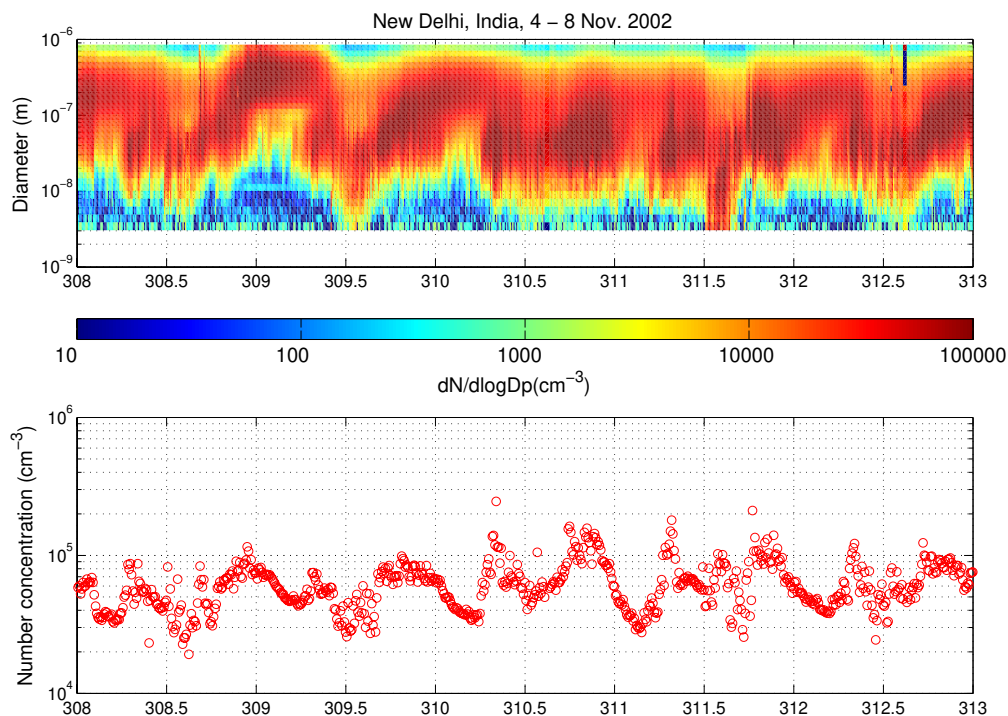 New Delhi, India, 4 − 8 Nov. 2002
10−6
10−7
10−8
10−9
Diameter (m)
308 308.5 309 309.5 310 310.5 311 311.5 312 312.5 313
10 100 1000 10000 100000
dN/dlogDp(cm−3)
106
105
104
Number concentration (cm−3)
308 308.5 309 309.5 310 310.5 311 311.5 312 312.5 313